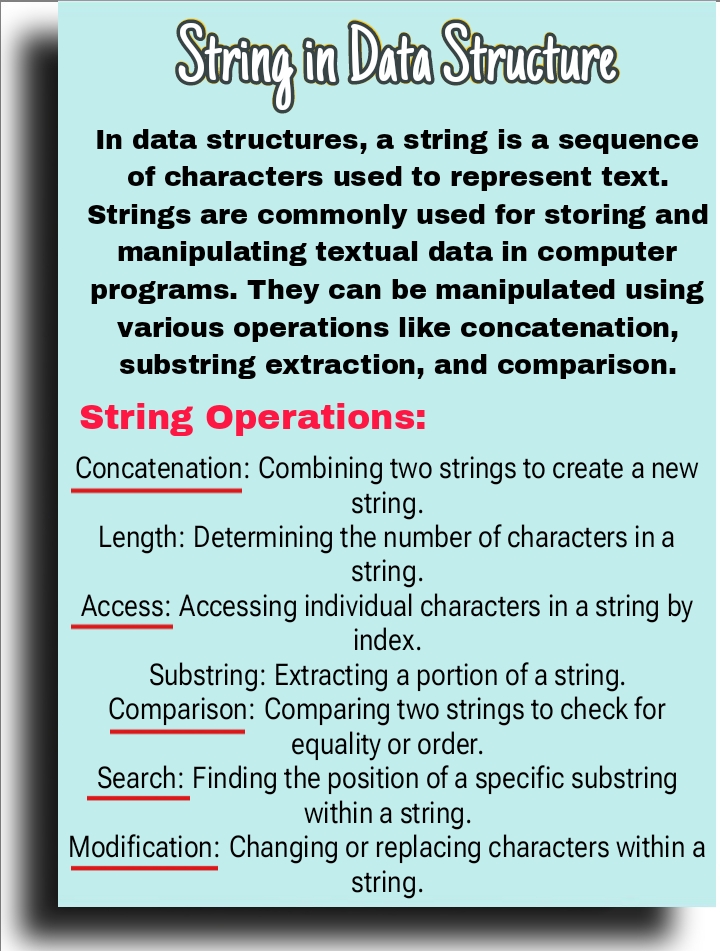 String in Data Structure
In data structures, a string is a sequence
of characters used to represent text.
Strings are commonly used for storing and
manipulating textual data in computer
programs. They can be manipulated using
various operations like concatenation,
substring extraction, and comparison.
String Operations:
Concatenation: Combining two strings to create a new
string.
Length: Determining the number of characters in a
string.
Access: Accessing individual characters in a string by
index.
Substring: Extracting a portion of a string.
Comparison: Comparing two strings to check for
equality or order.
Search: Finding the position of a specific substring
within a string.
Modification: Changing or replacing characters within a
string.